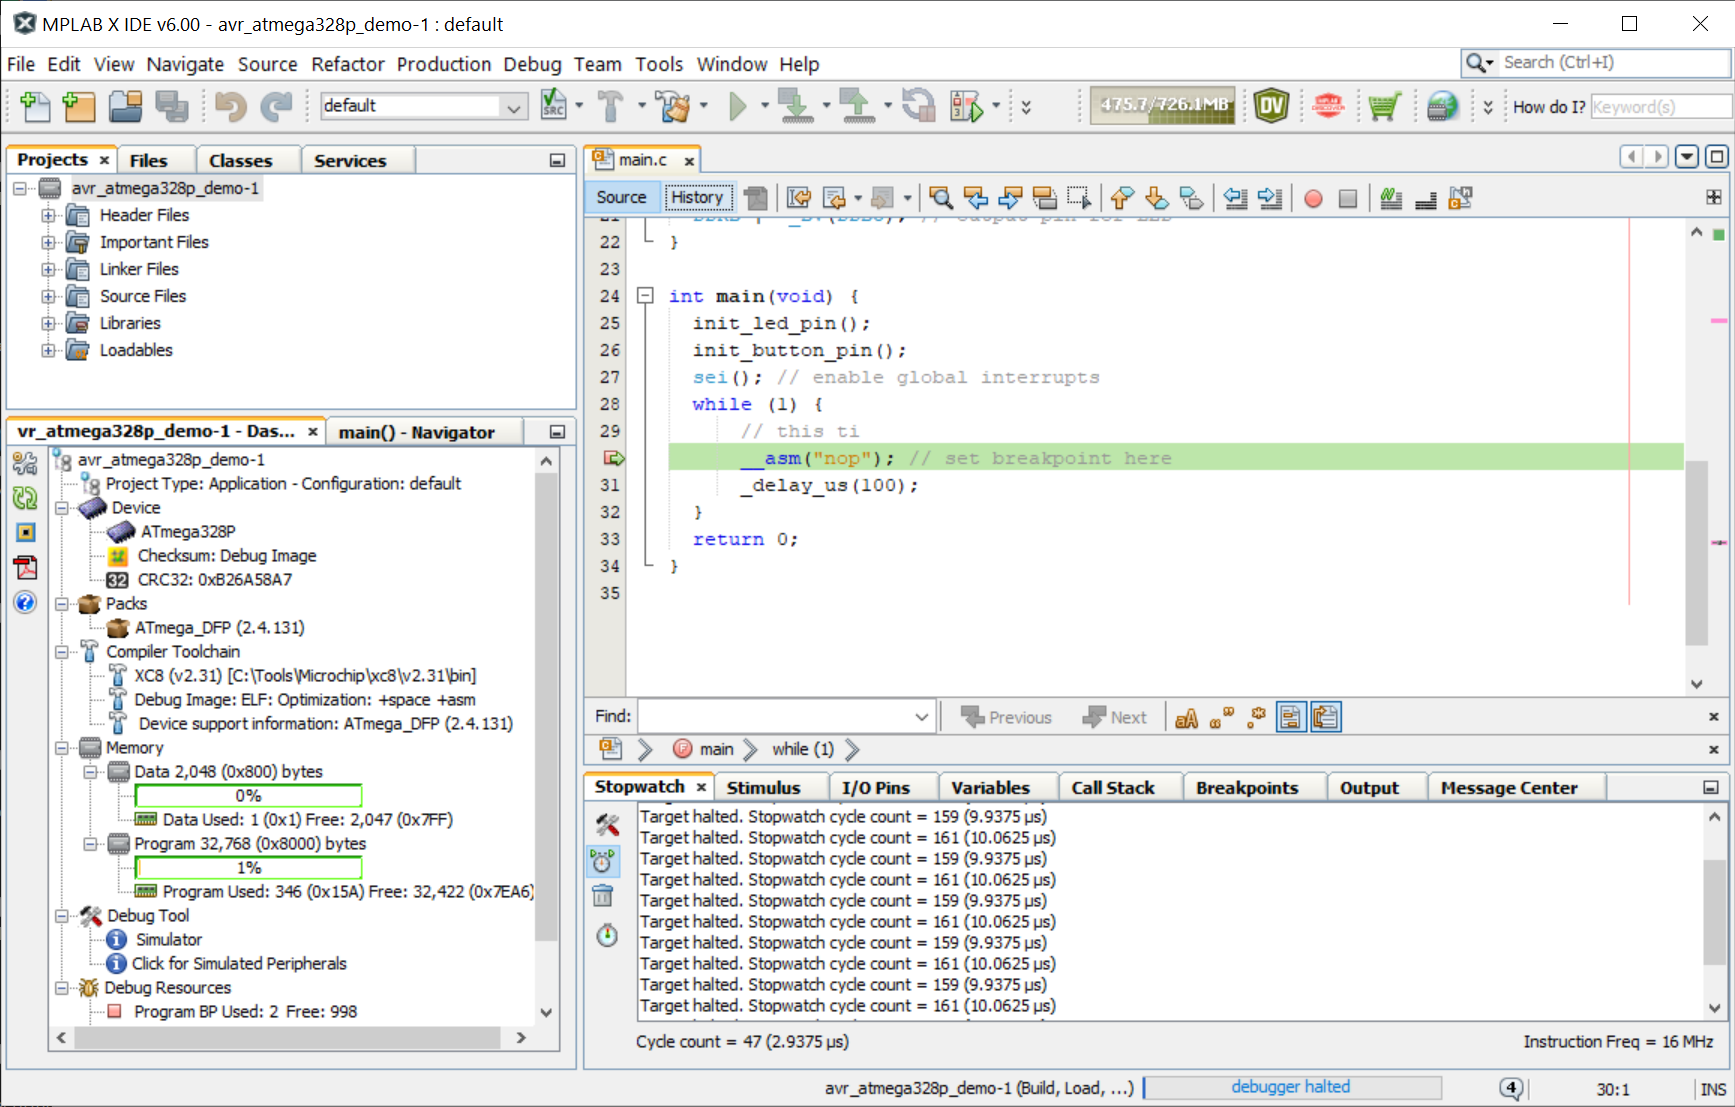 MPLAB X IDE v6.00 - avr_atmega328p_demo-1 : default
File Edit View Navigate Source Refactor Production Debug Team Tools Window Help
Search (Ctrl+I)
default
SRC
475.7/726.1MB
DV
How do I?
Keyword(s)
Projects
Files
Classes
Services
avr_atmega328p_demo-1
Header Files
Important Files
Linker Files
Source Files
Libraries
Loadables
vr_atmega328p_demo-1 - Das...
main() - Navigator
avr_atmega328p_demo-1
Project Type: Application - Configuration: default
Device
ATmega328P
Checksum: Debug Image
32 CRC32: 0xB26A58A7
Packs
ATmega_DFP (2.4.131)
Compiler Toolchain
XC8 (v2.31) [C:\Tools\Microchip\xc8\v2.31\bin]
Debug Image: ELF: Optimization: +space +asm
Device support information: ATmega_DFP (2.4.131)
Memory
Data 2,048 (0x800) bytes
0%
Data Used: 1 (0x1) Free: 2,047 (0x7FF)
Program 32,768 (0x8000) bytes
1%
Program Used: 346 (0x15A) Free: 32,422 (0x7EA6)
Debug Tool
Simulator
Click for Simulated Peripherals
Debug Resources
Program BP Used: 2 Free: 998
main.c
Source
History
22 }
23
24 int main(void) {
25 init_led_pin();
26 init_button_pin();
27 sei(); // enable global interrupts
28 while (1) {
29 // this ti
__asm("nop"); // set breakpoint here
31 _delay_us(100);
32 }
33 return 0;
34 }
35
Find:
Previous
Next
main
while (1)
Stopwatch
Stimulus
I/O Pins
Variables
Call Stack
Breakpoints
Output
Message Center
Target halted. Stopwatch cycle count = 159 (9.9375 µs)
Target halted. Stopwatch cycle count = 161 (10.0625 µs)
Target halted. Stopwatch cycle count = 159 (9.9375 µs)
Target halted. Stopwatch cycle count = 161 (10.0625 µs)
Target halted. Stopwatch cycle count = 159 (9.9375 µs)
Target halted. Stopwatch cycle count = 161 (10.0625 µs)
Target halted. Stopwatch cycle count = 159 (9.9375 µs)
Target halted. Stopwatch cycle count = 161 (10.0625 µs)
Target halted. Stopwatch cycle count = 159 (9.9375 µs)
Target halted. Stopwatch cycle count = 161 (10.0625 µs)
Cycle count = 47 (2.9375 µs)
Instruction Freq = 16 MHz
avr_atmega328p_demo-1 (Build, Load, ...)
debugger halted
4
30:1
INS